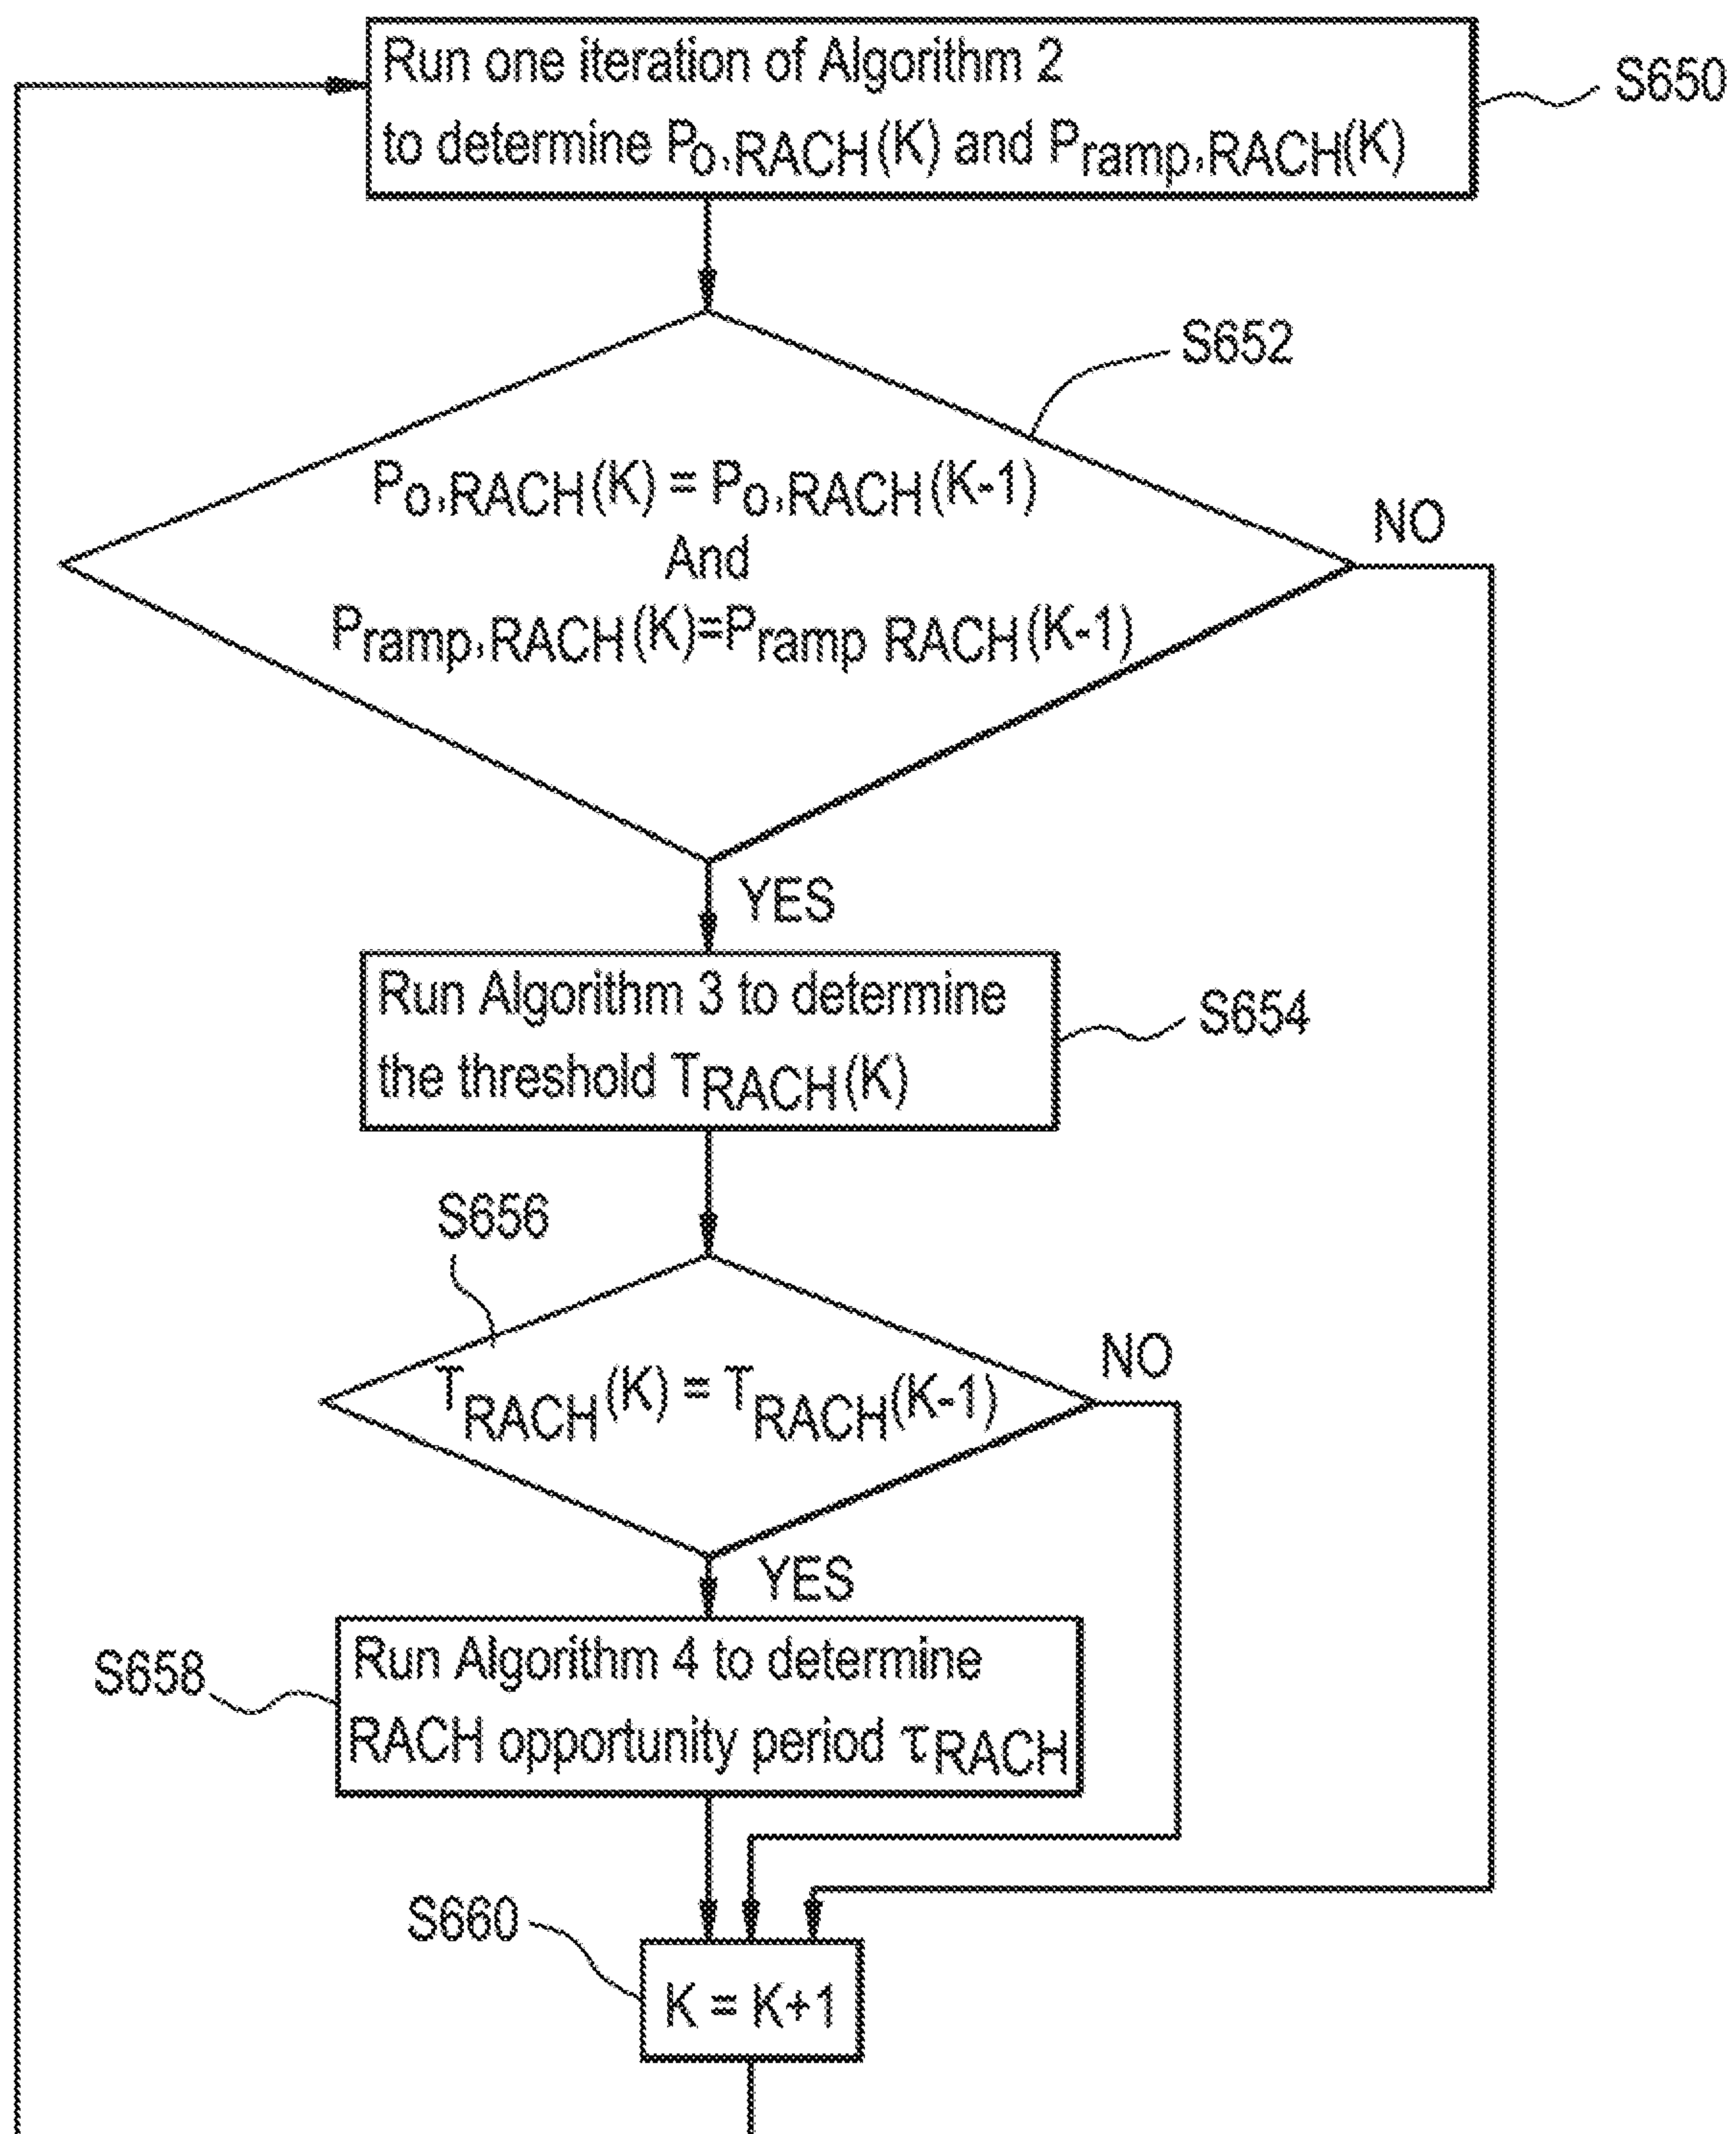 Run one iteration of Algorithm 2
to determine Po,RACH(K) and Pramp,RACH(K)
S650
S652
Po,RACH(K) = Po,RACH(K-1)
And
Pramp,RACH(K)=Pramp RACH(K-1)
NO
YES
Run Algorithm 3 to determine
the threshold TRACH(K)
S654
S656
TRACH(K) = TRACH(K-1)
NO
YES
Run Algorithm 4 to determine
RACH opportunity period τRACH
S658
S660
K = K+1